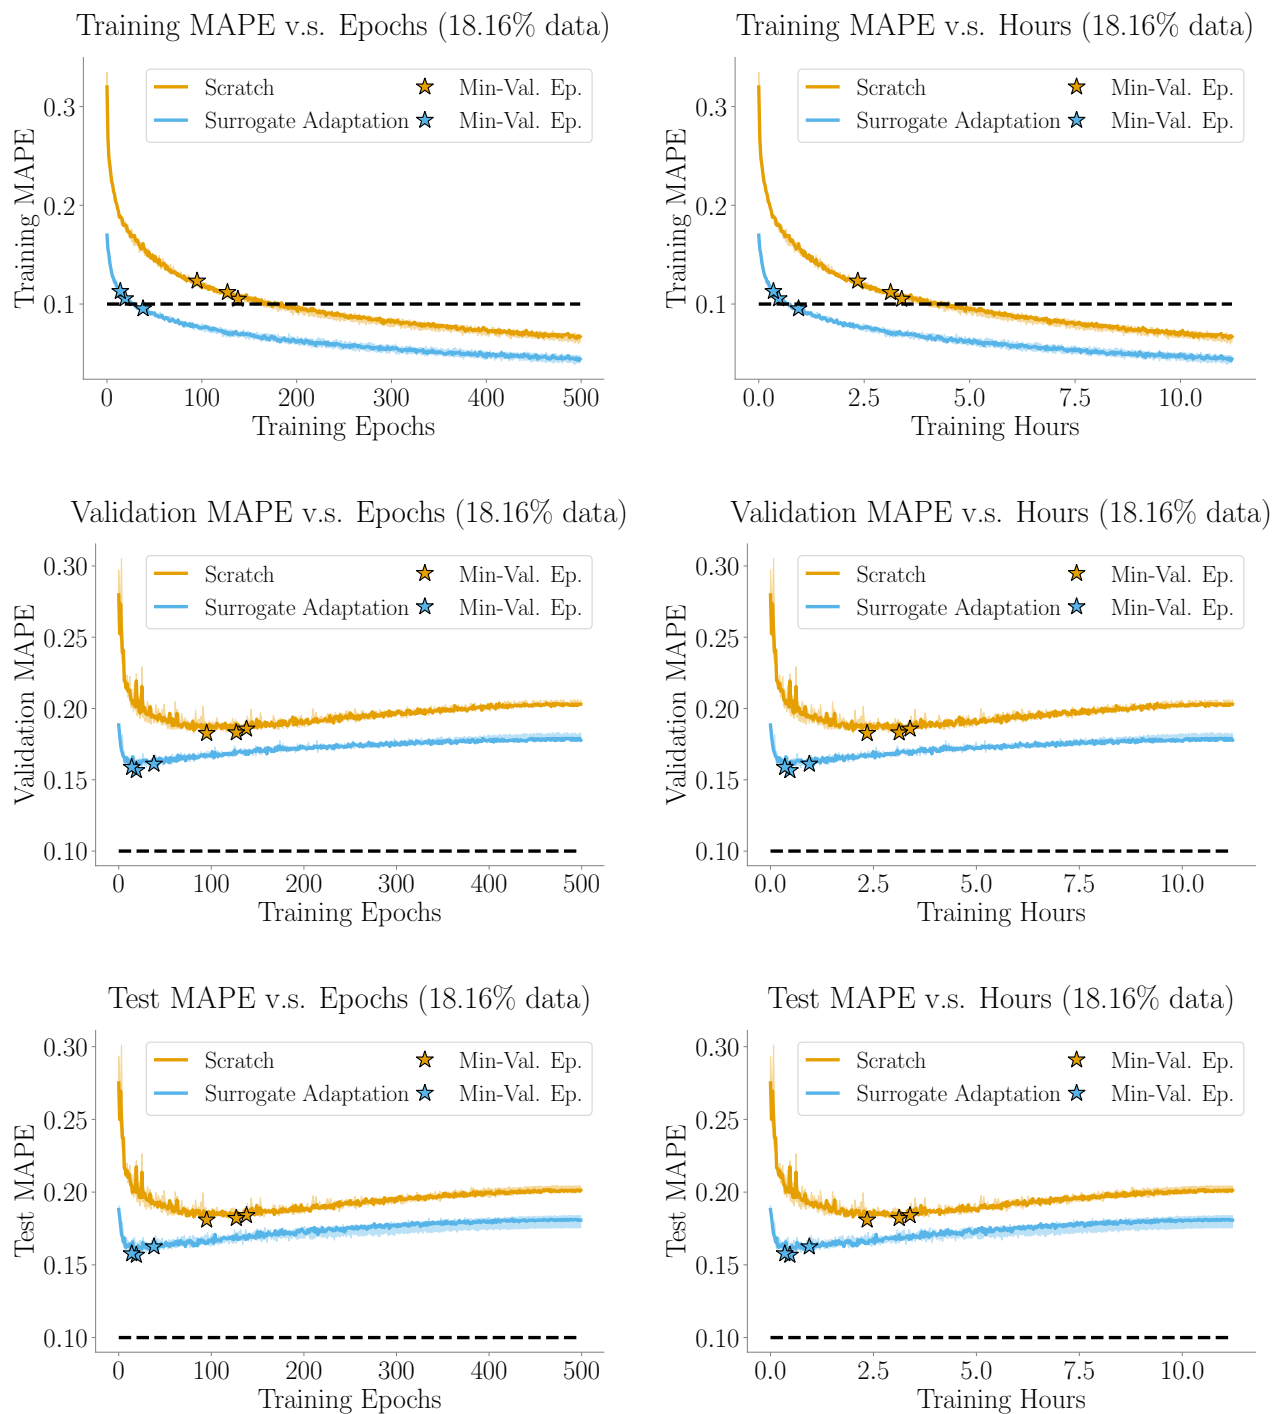 Training MAPE v.s. Epochs (18.16% data)
Training MAPE
0.3
0.2
0.1
Scratch
Min-Val. Ep.
Surrogate Adaptation
Min-Val. Ep.
0
100
200
300
400
500
Training Epochs
Training MAPE v.s. Hours (18.16% data)
Training MAPE
0.3
0.2
0.1
Scratch
Min-Val. Ep.
Surrogate Adaptation
Min-Val. Ep.
0.0
2.5
5.0
7.5
10.0
Training Hours
Validation MAPE v.s. Epochs (18.16% data)
Validation MAPE
0.30
0.25
0.20
0.15
0.10
Scratch
Min-Val. Ep.
Surrogate Adaptation
Min-Val. Ep.
0
100
200
300
400
500
Training Epochs
Validation MAPE v.s. Hours (18.16% data)
Validation MAPE
0.30
0.25
0.20
0.15
0.10
Scratch
Min-Val. Ep.
Surrogate Adaptation
Min-Val. Ep.
0.0
2.5
5.0
7.5
10.0
Training Hours
Test MAPE v.s. Epochs (18.16% data)
Test MAPE
0.30
0.25
0.20
0.15
0.10
Scratch
Min-Val. Ep.
Surrogate Adaptation
Min-Val. Ep.
0
100
200
300
400
500
Training Epochs
Test MAPE v.s. Hours (18.16% data)
Test MAPE
0.30
0.25
0.20
0.15
0.10
Scratch
Min-Val. Ep.
Surrogate Adaptation
Min-Val. Ep.
0.0
2.5
5.0
7.5
10.0
Training Hours